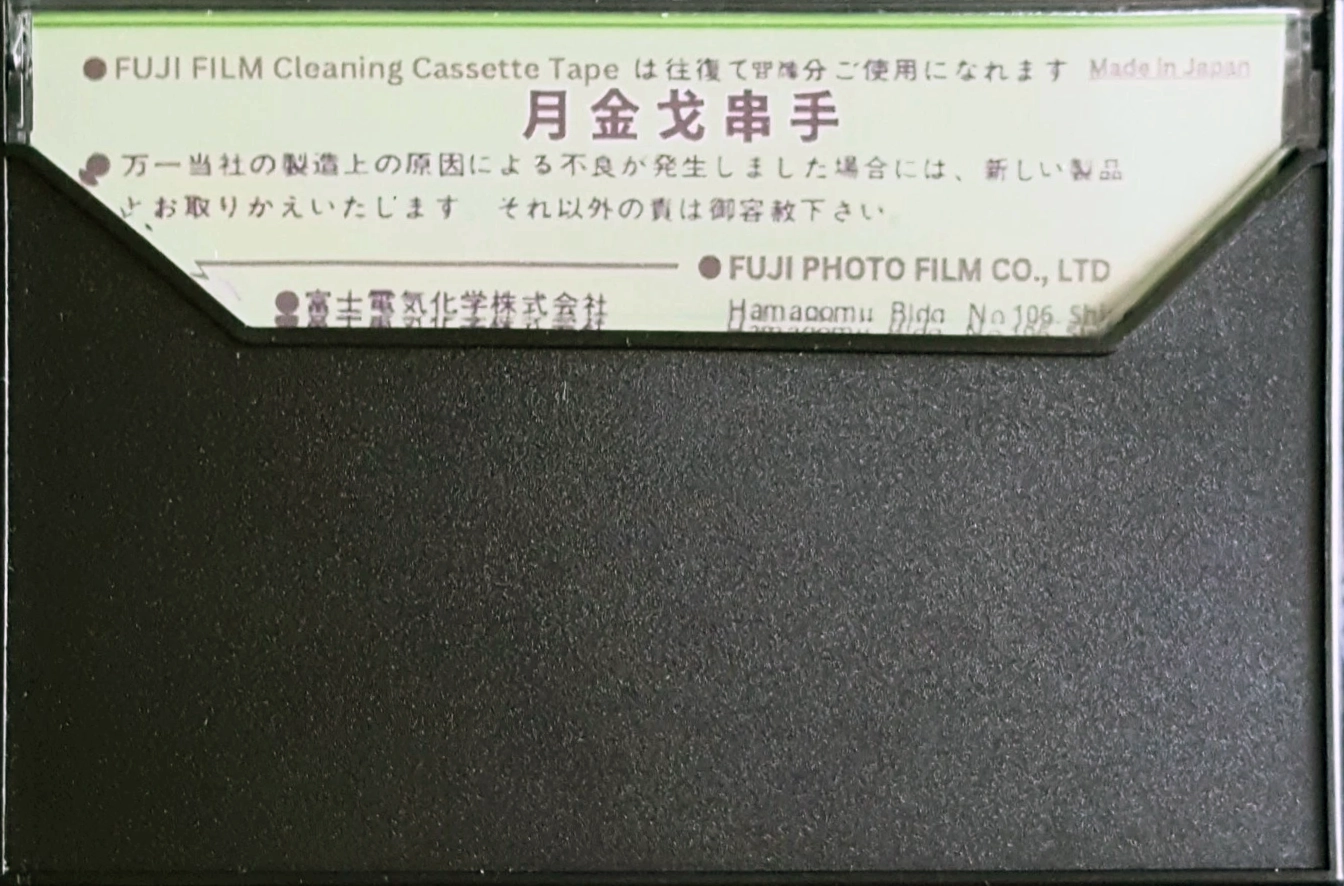 ●FUJI FILM Cleaning Cassette Tape は往復て分ご使用になれます Made in Japan
月金戈串手
●万一当社の製造上の原因による不良が発生しました場合には、新しい製品
とお取りかえいたします それ以外の責は御容赦下さい
●FUJI PHOTO FILM CO., LTD
●富士電気化学株式会社
Hamagomu Bldg No 106 Shi